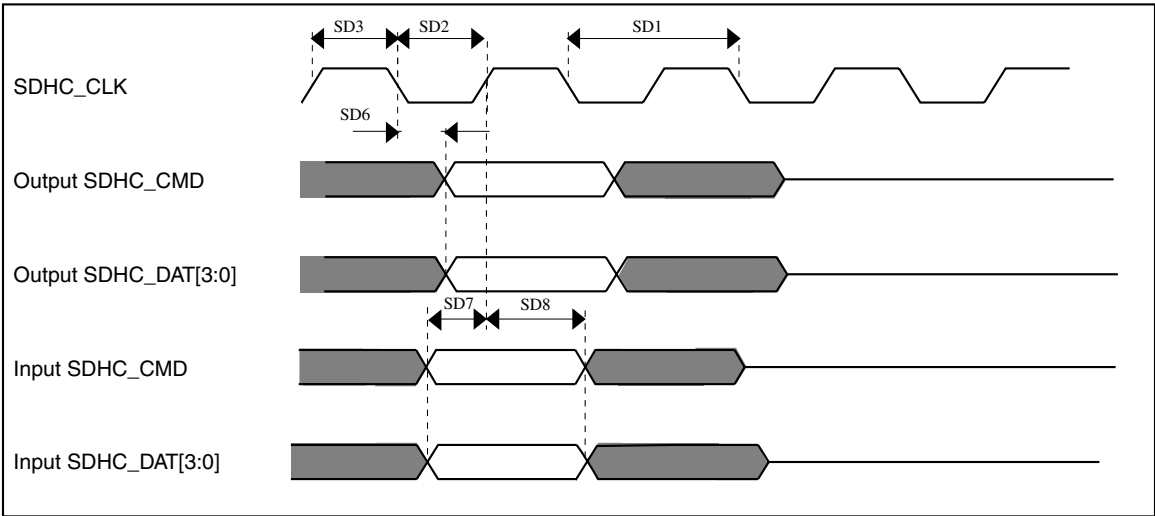 SD3 SD2 SD1
SDHC_CLK
SD6
Output SDHC_CMD
Output SDHC_DAT[3:0]
SD7 SD8
Input SDHC_CMD
Input SDHC_DAT[3:0]